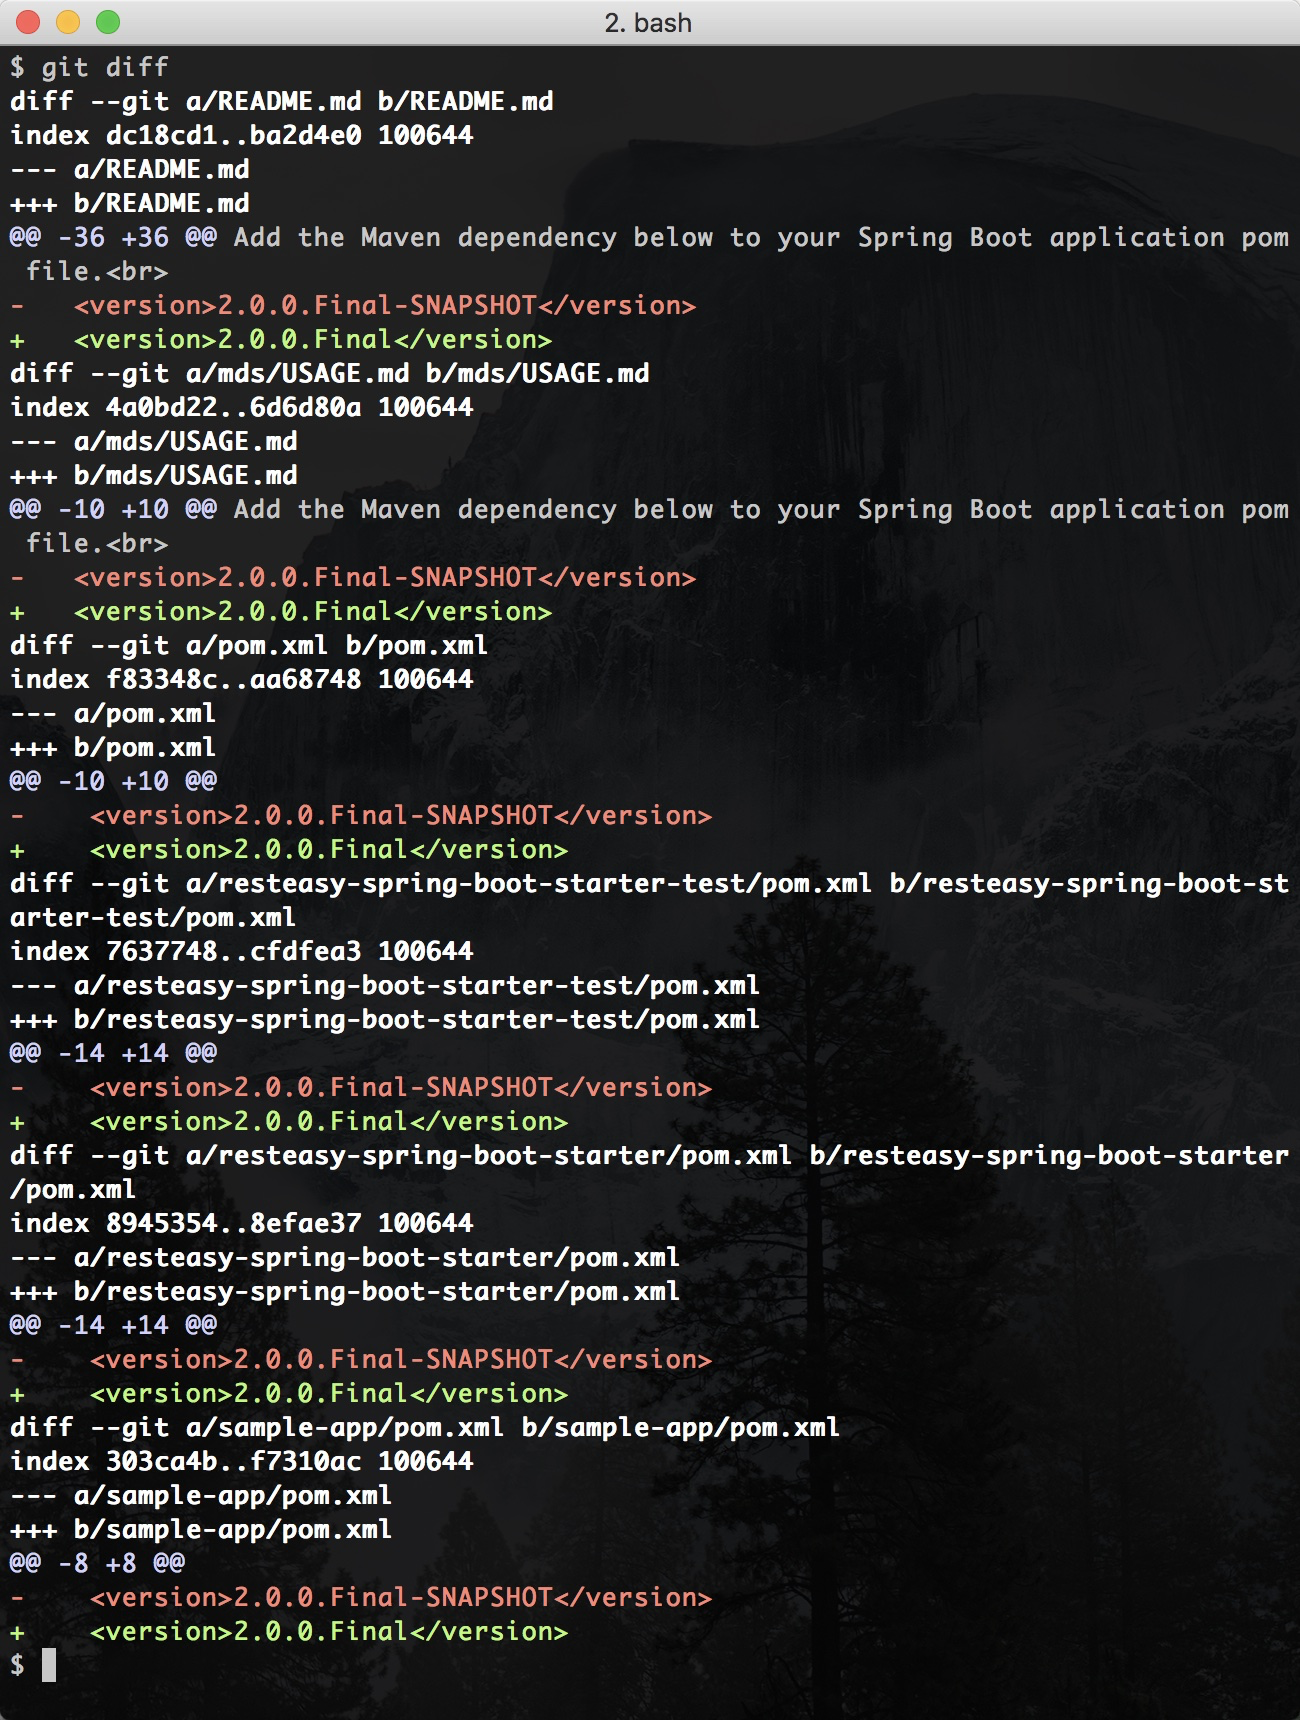 2. bash
$ git diff
diff --git a/README.md b/README.md
index dc18cd1..ba2d4e0 100644
--- a/README.md
+++ b/README.md
@@ -36 +36 @@ Add the Maven dependency below to your Spring Boot application pom
 file.<br>
-   <version>2.0.0.Final-SNAPSHOT</version>
+   <version>2.0.0.Final</version>
diff --git a/mds/USAGE.md b/mds/USAGE.md
index 4a0bd22..6d6d80a 100644
--- a/mds/USAGE.md
+++ b/mds/USAGE.md
@@ -10 +10 @@ Add the Maven dependency below to your Spring Boot application pom
 file.<br>
-   <version>2.0.0.Final-SNAPSHOT</version>
+   <version>2.0.0.Final</version>
diff --git a/pom.xml b/pom.xml
index f83348c..aa68748 100644
--- a/pom.xml
+++ b/pom.xml
@@ -10 +10 @@
-    <version>2.0.0.Final-SNAPSHOT</version>
+    <version>2.0.0.Final</version>
diff --git a/resteasy-spring-boot-starter-test/pom.xml b/resteasy-spring-boot-st
arter-test/pom.xml
index 7637748..cfdfea3 100644
--- a/resteasy-spring-boot-starter-test/pom.xml
+++ b/resteasy-spring-boot-starter-test/pom.xml
@@ -14 +14 @@
-    <version>2.0.0.Final-SNAPSHOT</version>
+    <version>2.0.0.Final</version>
diff --git a/resteasy-spring-boot-starter/pom.xml b/resteasy-spring-boot-starter
/pom.xml
index 8945354..8efae37 100644
--- a/resteasy-spring-boot-starter/pom.xml
+++ b/resteasy-spring-boot-starter/pom.xml
@@ -14 +14 @@
-    <version>2.0.0.Final-SNAPSHOT</version>
+    <version>2.0.0.Final</version>
diff --git a/sample-app/pom.xml b/sample-app/pom.xml
index 303ca4b..f7310ac 100644
--- a/sample-app/pom.xml
+++ b/sample-app/pom.xml
@@ -8 +8 @@
-    <version>2.0.0.Final-SNAPSHOT</version>
+    <version>2.0.0.Final</version>
$